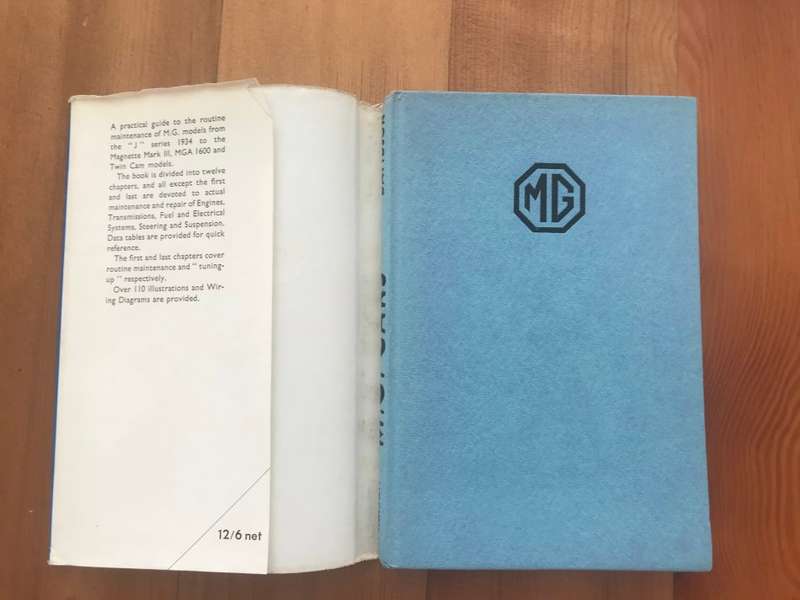 A practical guide to the routine
maintenance of M.G. models from
the "J" series 1934 to the
Magnette Mark III, MGA 1600 and
Twin Cam models.
The book is divided into twelve
chapters, and all except the first
and last are devoted to actual
maintenance and repair of Engines,
Transmissions, Fuel and Electrical
Systems, Steering and Suspension.
Data tables are provided for quick
reference.
The first and last chapters cover
routine maintenance and "tuning-
up" respectively.
Over 110 illustrations and Wir-
ing Diagrams are provided.
12/6 net
M.G. CARS
MG